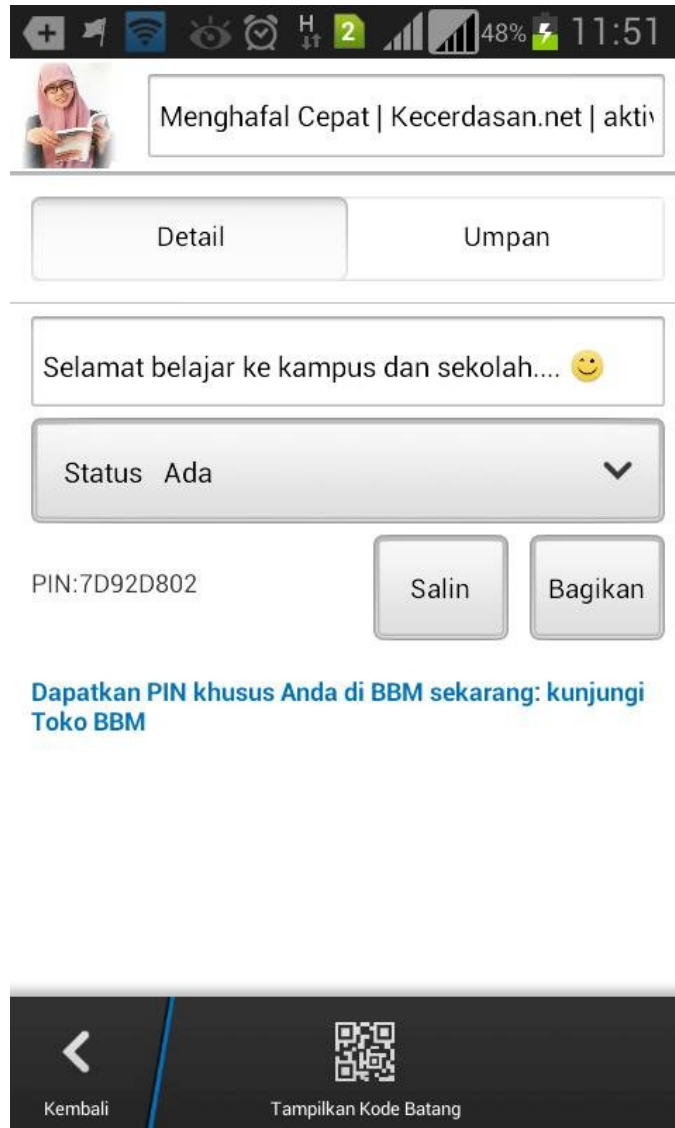 H 2 48% 11:51
Menghafal Cepat | Kecerdasan.net |
Detail Umpan
Selamat belajar ke kampus dan sekolah....
Status Ada
PIN:7D92D802 Salin Bagikan
Dapatkan PIN khusus Anda di BBM sekarang: kunjungi
Toko BBM
Kembali Tampilkan Kode Batang